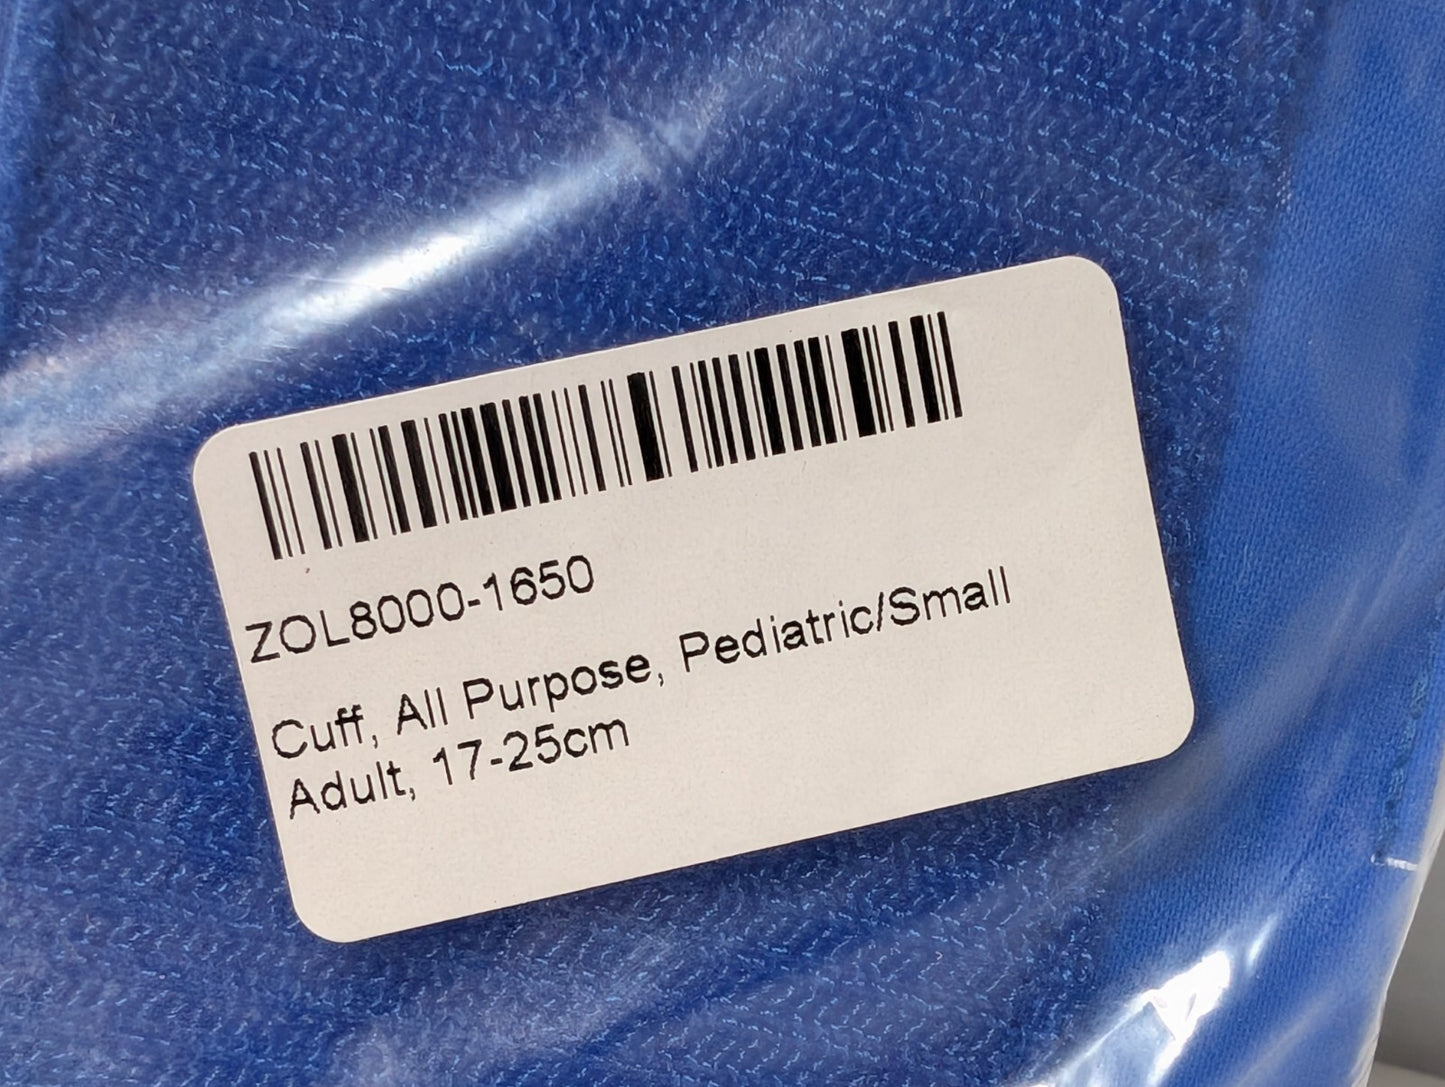 ZOL8000-1650
Cuff, All Purpose, Pediatric/Small
Adult, 17-25cm